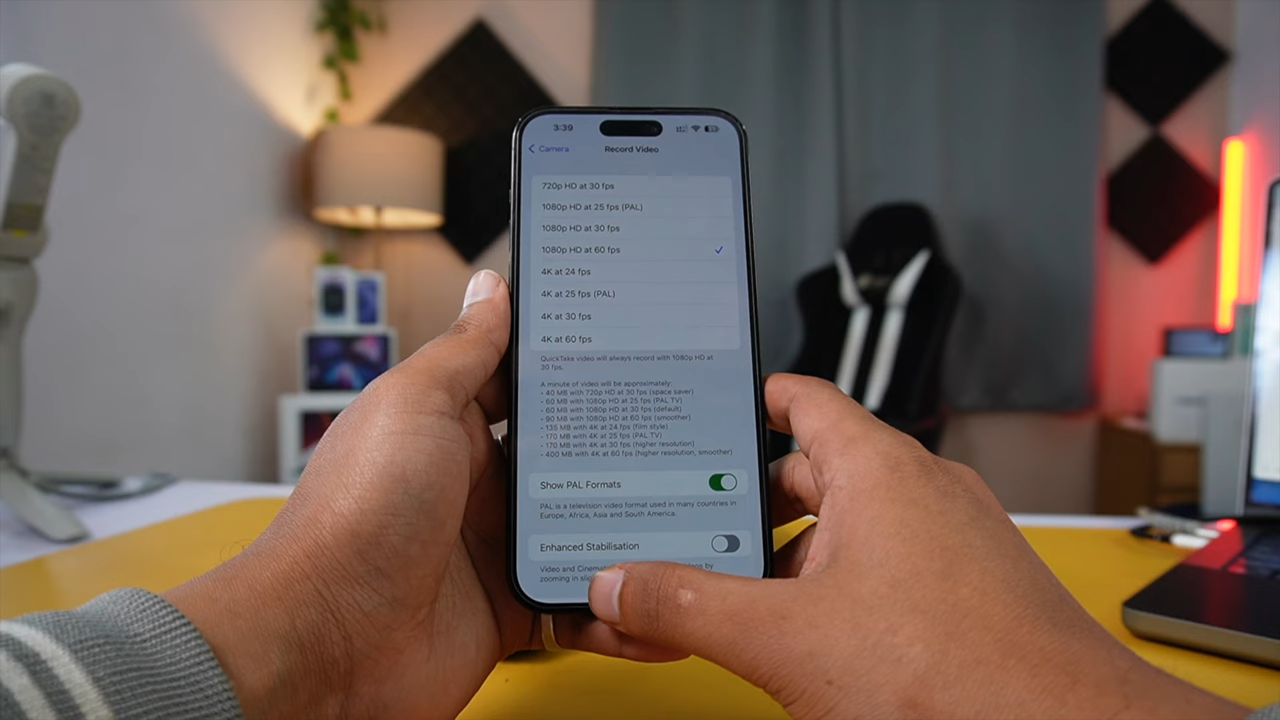 3:39
Camera
Record Video
720p HD at 30 fps
1080p HD at 25 fps (PAL)
1080p HD at 30 fps
1080p HD at 60 fps
4K at 24 fps
4K at 25 fps (PAL)
4K at 30 fps
4K at 60 fps
QuickTake video will always record with 1080p HD at
30 fps.
A minute of video will be approximately:
- 40 MB with 720p HD at 30 fps (space saver)
- 60 MB with 1080p HD at 25 fps (PAL TV)
- 60 MB with 1080p HD at 30 fps (default)
- 90 MB with 1080p HD at 60 fps (smoother)
- 135 MB with 4K at 24 fps (film style)
- 170 MB with 4K at 25 fps (PAL TV)
- 170 MB with 4K at 30 fps (higher resolution)
- 400 MB with 4K at 60 fps (higher resolution, smoother)
Show PAL Formats
PAL is a television video format used in many countries in
Europe, Africa, Asia and South America.
Enhanced Stabilisation
Video and by
zooming in